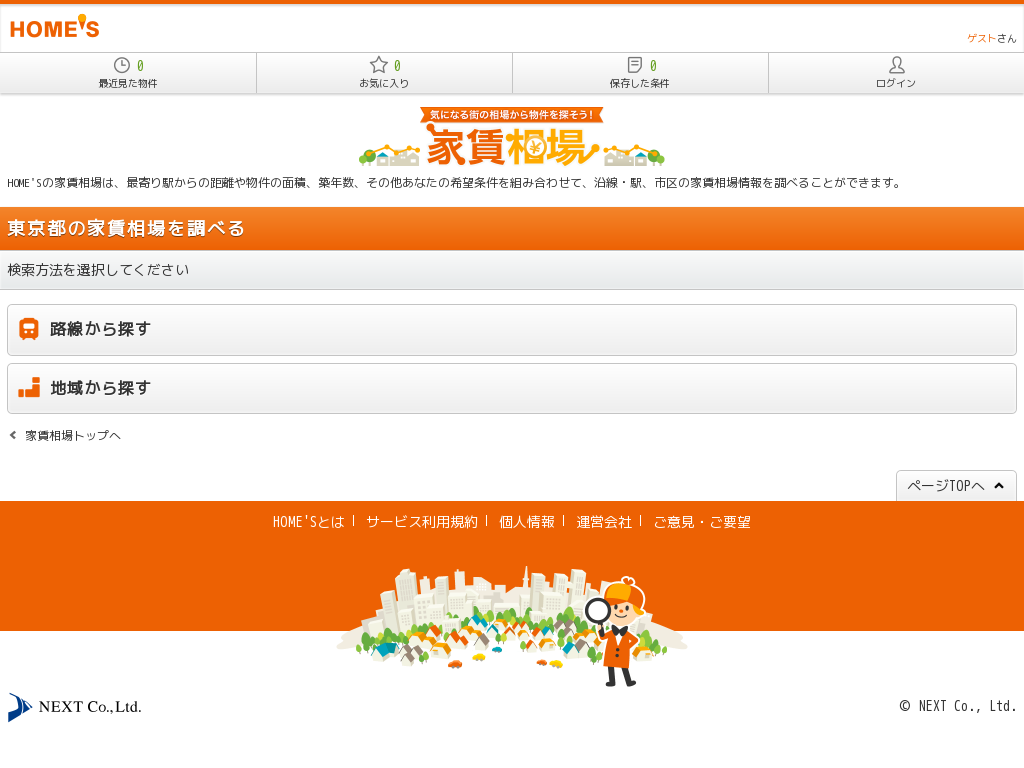 HOME'S
ゲストさん
0
最近見た物件
0
お気に入り
0
保存した条件
ログイン
気になる街の相場から物件を探そう!
家賃相場
HOME'Sの家賃相場は、最寄り駅からの距離や物件の面積、築年数、その他あなたの希望条件を組み合わせて、沿線・駅、市区の家賃相場情報を調べることができます。
東京都の家賃相場を調べる
検索方法を選択してください
路線から探す
地域から探す
家賃相場トップへ
ページTOPへ
HOME'Sとは
サービス利用規約
個人情報
運営会社
ご意見・ご要望
NEXT Co.,Ltd.
© NEXT Co., Ltd.